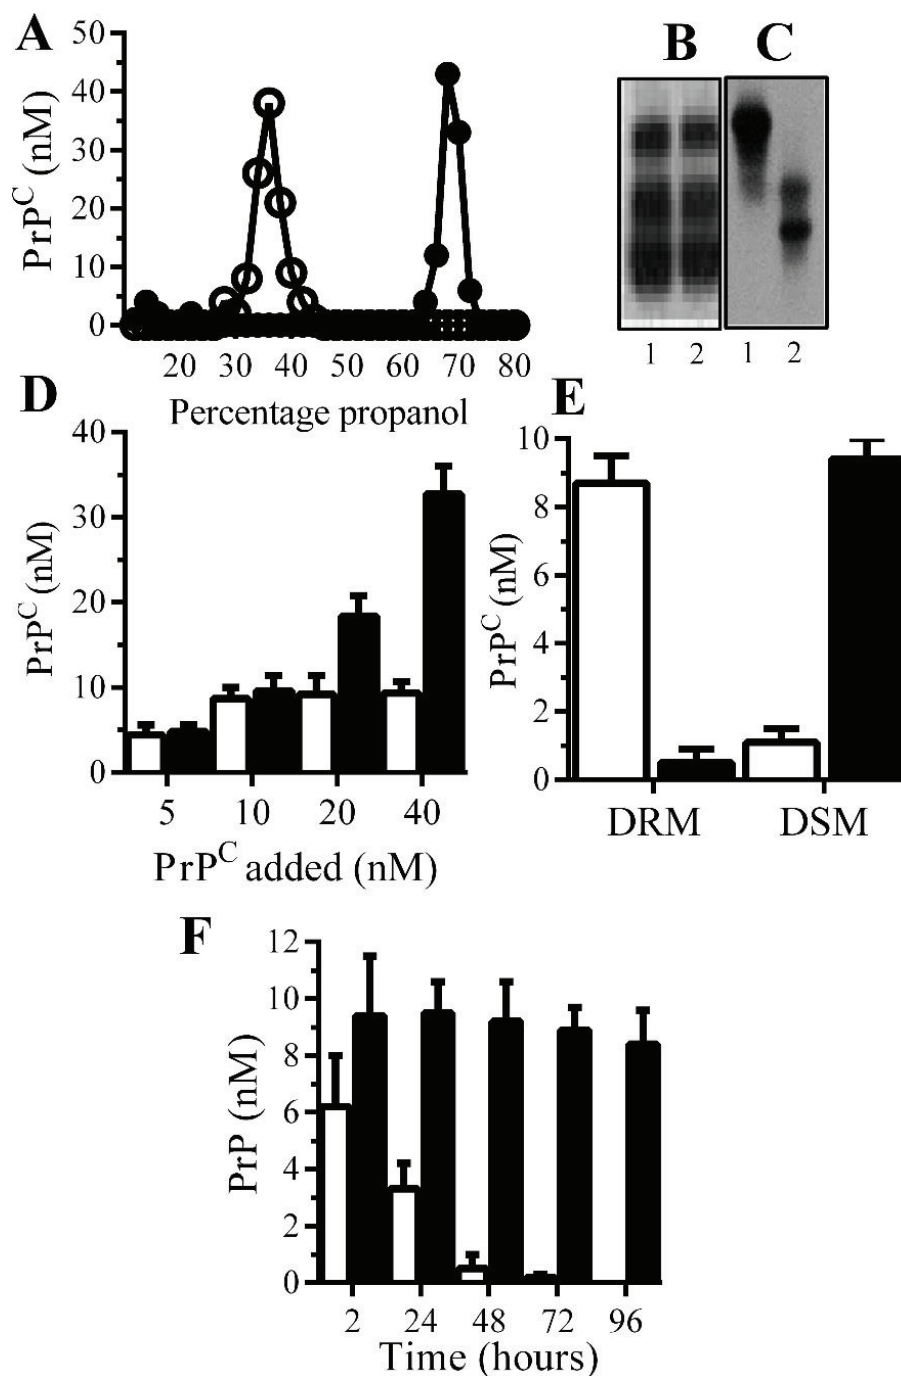 A
B
C
50
40
30
20
10
0
PrP^C (nM)
20 30 40 50 60 70 80
Percentage propanol
1 2
1 2
D
40
30
20
10
0
PrP^C (nM)
5 10 20 40
PrP^C added (nM)
E
10
8
6
4
2
0
PrP^C (nM)
DRM DSM
F
12
10
8
6
4
2
0
PrP (nM)
2 24 48 72 96
Time (hours)